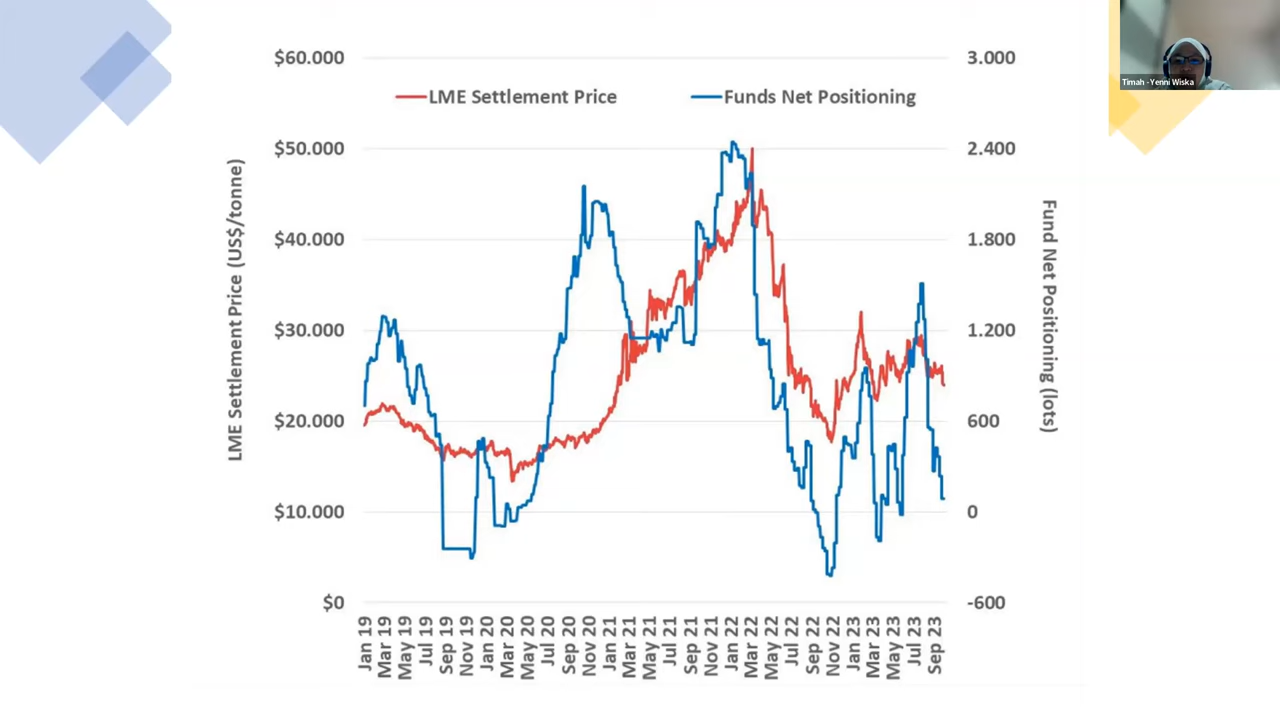 Timah - Yenni Wiska
LME Settlement Price
Funds Net Positioning
LME Settlement Price (US$/tonne)
$60.000
$50.000
$40.000
$30.000
$20.000
$10.000
$0
3.000
2.400
1.800
1.200
600
0
-600
Fund Net Positioning (lots)
Jan 19
Mar 19
May 19
Jul 19
Sep 19
Nov 19
Jan 20
Mar 20
May 20
Jul 20
Sep 20
Nov 20
Jan 21
Mar 21
May 21
Jul 21
Sep 21
Nov 21
Jan 22
Mar 22
May 22
Jul 22
Sep 22
Nov 22
Jan 23
Mar 23
May 23
Jul 23
Sep 23